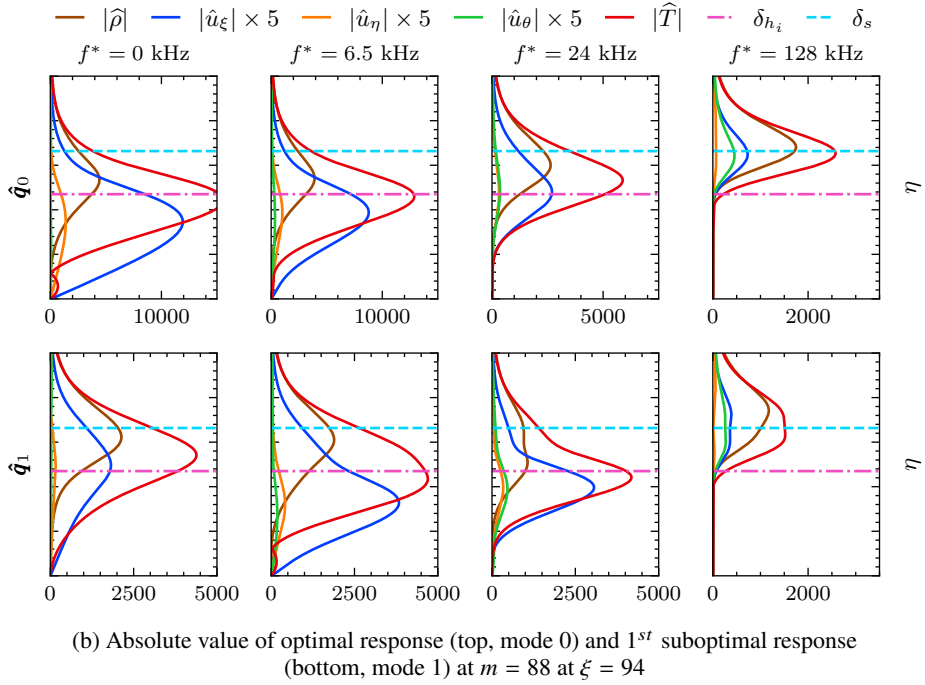 |ρ̂| |û_ξ| × 5 |û_η| × 5 |û_θ| × 5 |T̂| δ_{h_i} δ_s
f* = 0 kHz f* = 6.5 kHz f* = 24 kHz f* = 128 kHz
q̂_0
η
0 10000 0 10000 0 5000 0 2000
q̂_1
η
0 2500 5000 0 2500 5000 0 2500 5000 0 2000
(b) Absolute value of optimal response (top, mode 0) and 1^{st} suboptimal response
(bottom, mode 1) at m = 88 at ξ = 94